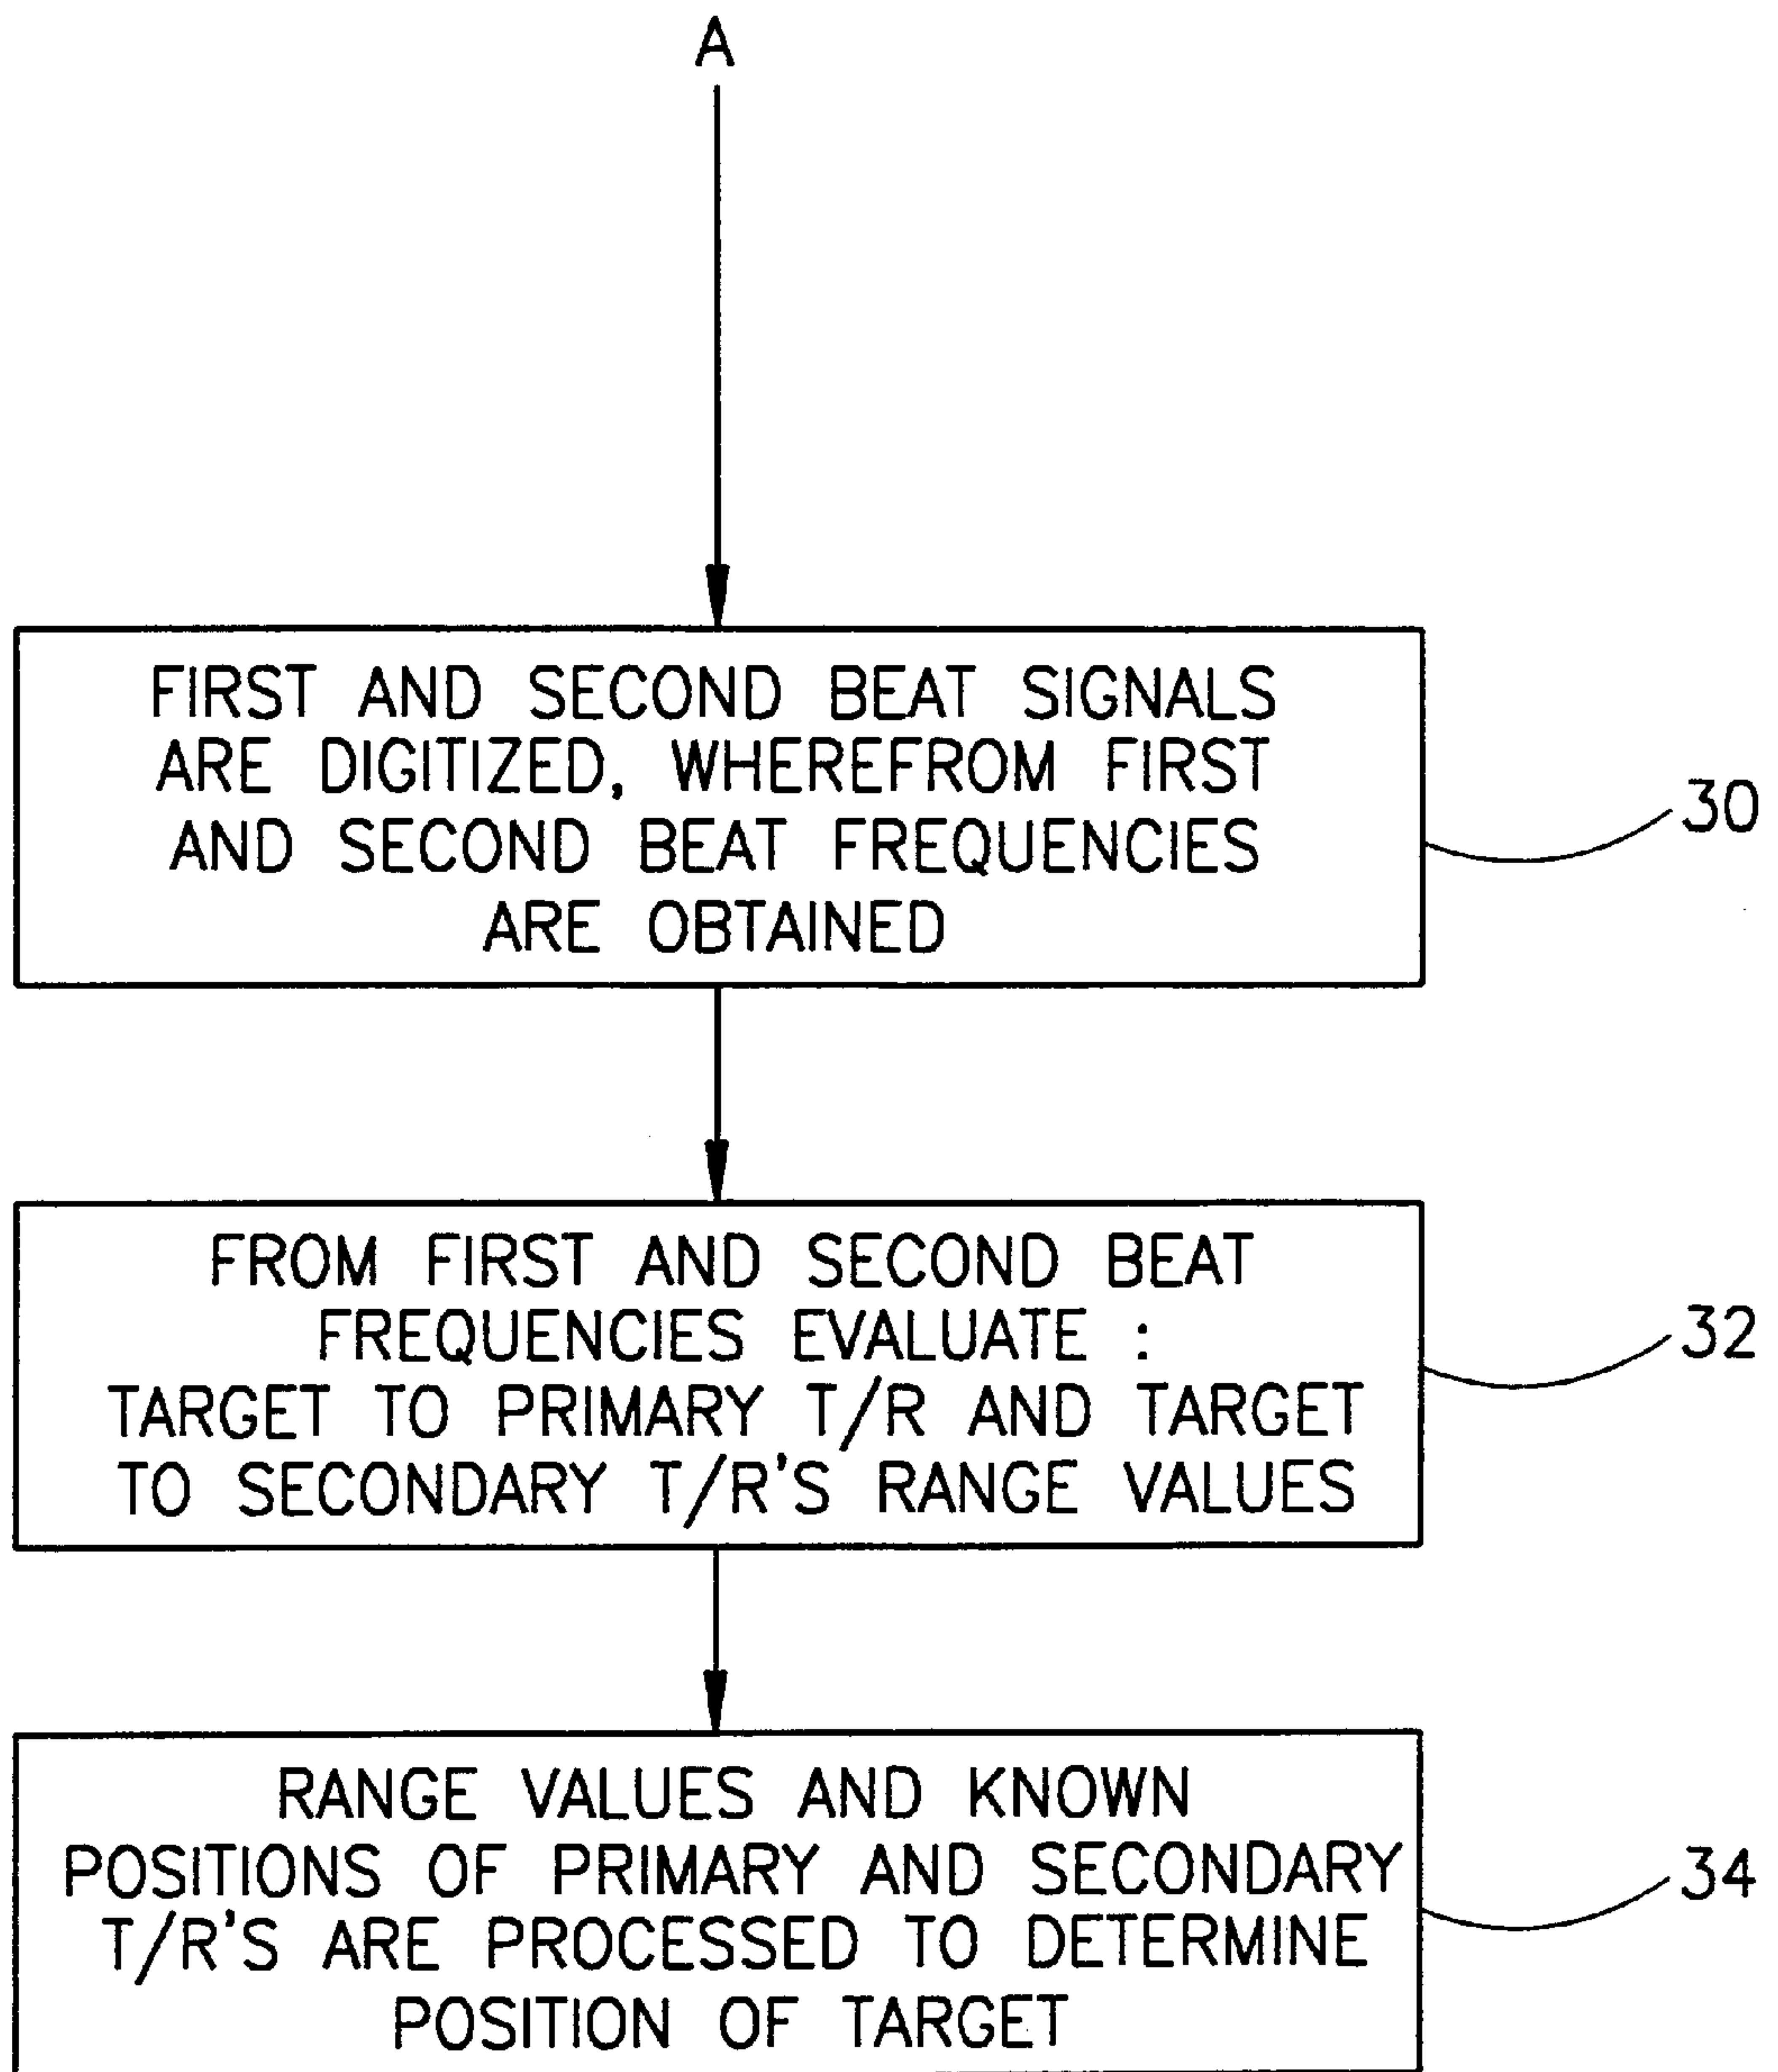 A
FIRST AND SECOND BEAT SIGNALS
ARE DIGITIZED, WHEREFROM FIRST
AND SECOND BEAT FREQUENCIES
ARE OBTAINED
30
FROM FIRST AND SECOND BEAT
FREQUENCIES EVALUATE :
TARGET TO PRIMARY T/R AND TARGET
TO SECONDARY T/R'S RANGE VALUES
32
RANGE VALUES AND KNOWN
POSITIONS OF PRIMARY AND SECONDARY
T/R'S ARE PROCESSED TO DETERMINE
POSITION OF TARGET
34